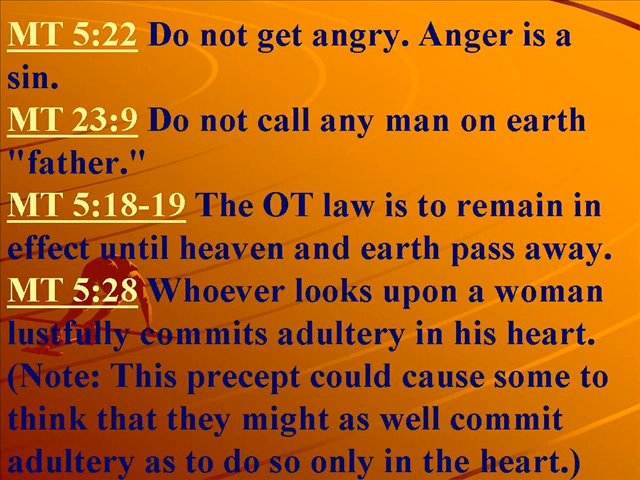 MT 5:22 Do not get angry. Anger is a
sin.
MT 23:9 Do not call any man on earth
"father."
MT 5:18-19 The OT law is to remain in
effect until heaven and earth pass away.
MT 5:28 Whoever looks upon a woman
lustfully commits adultery in his heart.
(Note: This precept could cause some to
think that they might as well commit
adultery as to do so only in the heart.)